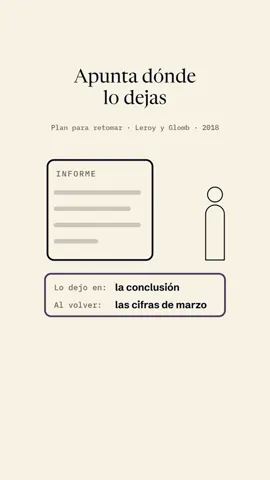 Apunta dónde
lo dejas
Plan para retomar · Leroy y Glomb · 2018
INFORME
Lo dejo en: la conclusión
Al volver: las cifras de marzo